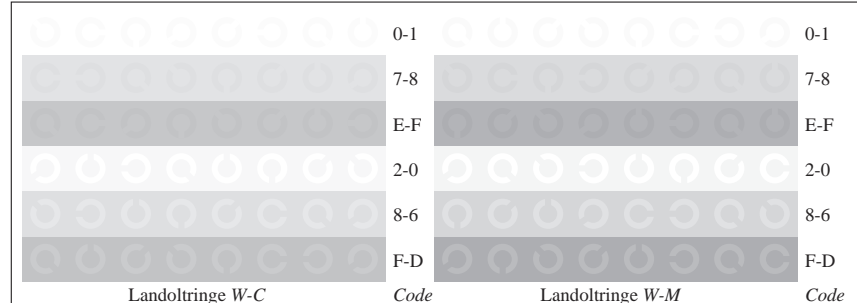 0-1 0-1
7-8 7-8
E-F E-F
2-0 2-0
8-6 8-6
F-D F-D
Landoltringe W-C Code Landoltringe W-M Code